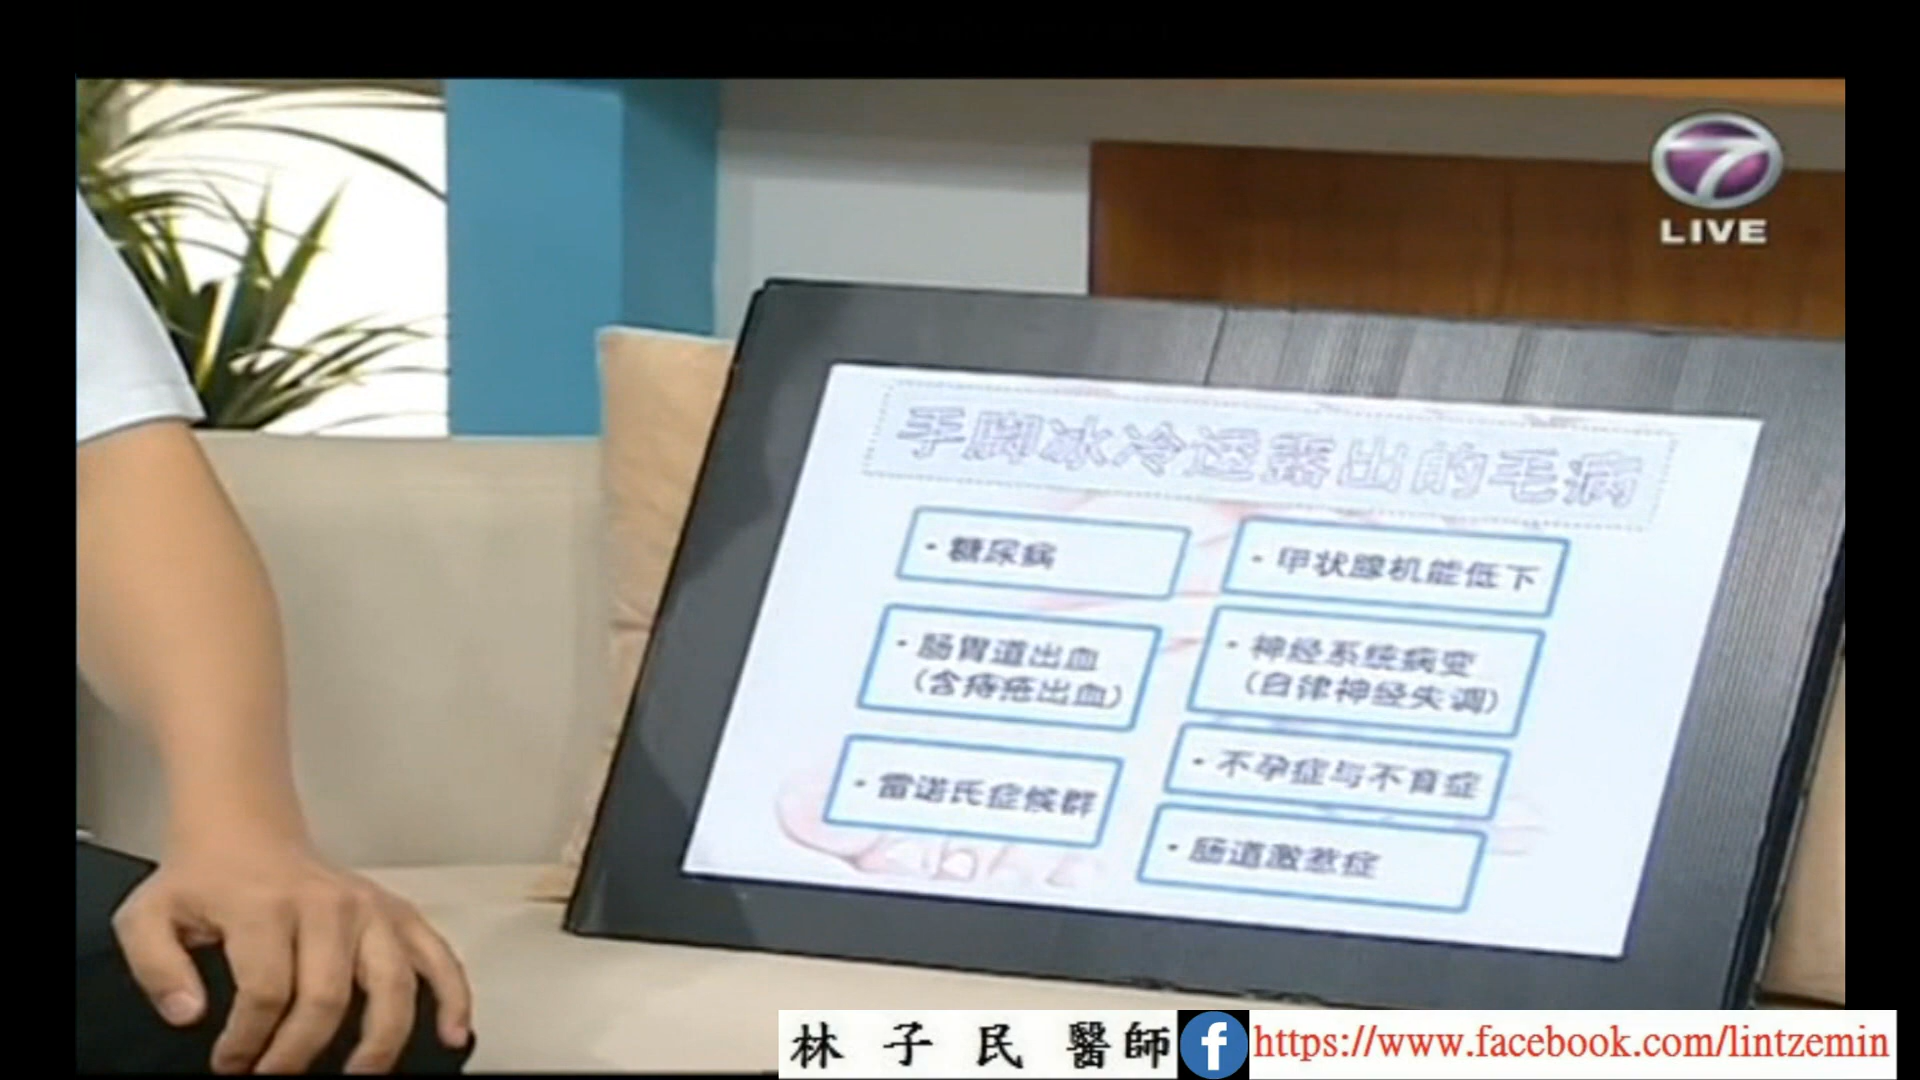 7
LIVE
手脚冰冷透露出的毛病
· 糖尿病
· 肠胃道出血
(含痔疮出血)
· 雷诺氏症候群
· 甲状腺机能低下
· 神经系统病变
(自律神经失调)
· 不孕症与不育症
· 肠道激惹症
林子民醫師
f
https://www.facebook.com/lintzemin